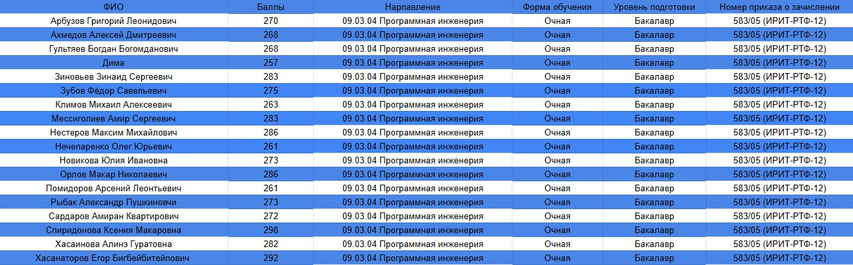 ФИО Баллы Нарпавление Форма обучения Уровень подготовки Номер приказа о зачислении
Арбузов Григорий Леонидович 270 09.03.04 Программная инженерия Очная Бакалавр 583/05 (ИРИТ-РТФ-12)
Ахмедов Алексей Дмитреевич 268 09.03.04 Программная инженерия Очная Бакалавр 583/05 (ИРИТ-РТФ-12)
Гультяев Богдан Богомданович 268 09.03.04 Программная инженерия Очная Бакалавр 583/05 (ИРИТ-РТФ-12)
Дима 257 09.03.04 Программная инженерия Очная Бакалавр 583/05 (ИРИТ-РТФ-12)
Зиновьев Зинаид Сергеевич 283 09.03.04 Программная инженерия Очная Бакалавр 583/05 (ИРИТ-РТФ-12)
Зубов Фёдор Савельевич 275 09.03.04 Программная инженерия Очная Бакалавр 583/05 (ИРИТ-РТФ-12)
Климов Михаил Алексеевич 263 09.03.04 Программная инженерия Очная Бакалавр 583/05 (ИРИТ-РТФ-12)
Мессиголиев Амир Сергеевич 283 09.03.04 Программная инженерия Очная Бакалавр 583/05 (ИРИТ-РТФ-12)
Нестеров Максим Михайлович 286 09.03.04 Программная инженерия Очная Бакалавр 583/05 (ИРИТ-РТФ-12)
Нечепаренко Олег Юрьевич 261 09.03.04 Программная инженерия Очная Бакалавр 583/05 (ИРИТ-РТФ-12)
Новикова Юлия Ивановна 273 09.03.04 Программная инженерия Очная Бакалавр 583/05 (ИРИТ-РТФ-12)
Орлов Макар Николаевич 286 09.03.04 Программная инженерия Очная Бакалавр 583/05 (ИРИТ-РТФ-12)
Помидоров Арсений Леонтьевич 261 09.03.04 Программная инженерия Очная Бакалавр 583/05 (ИРИТ-РТФ-12)
Рыбак Александр Пушкиновчи 273 09.03.04 Программная инженерия Очная Бакалавр 583/05 (ИРИТ-РТФ-12)
Сардаров Амиран Квартирович 272 09.03.04 Программная инженерия Очная Бакалавр 583/05 (ИРИТ-РТФ-12)
Спиридонова Ксения Макаровна 298 09.03.04 Программная инженерия Очная Бакалавр 583/05 (ИРИТ-РТФ-12)
Хасаинова Алинэ Гуратовна 282 09.03.04 Программная инженерия Очная Бакалавр 583/05 (ИРИТ-РТФ-12)
Хасанаторов Егор Бигбейбитейпович 292 09.03.04 Программная инженерия Очная Бакалавр 583/05 (ИРИТ-РТФ-12)